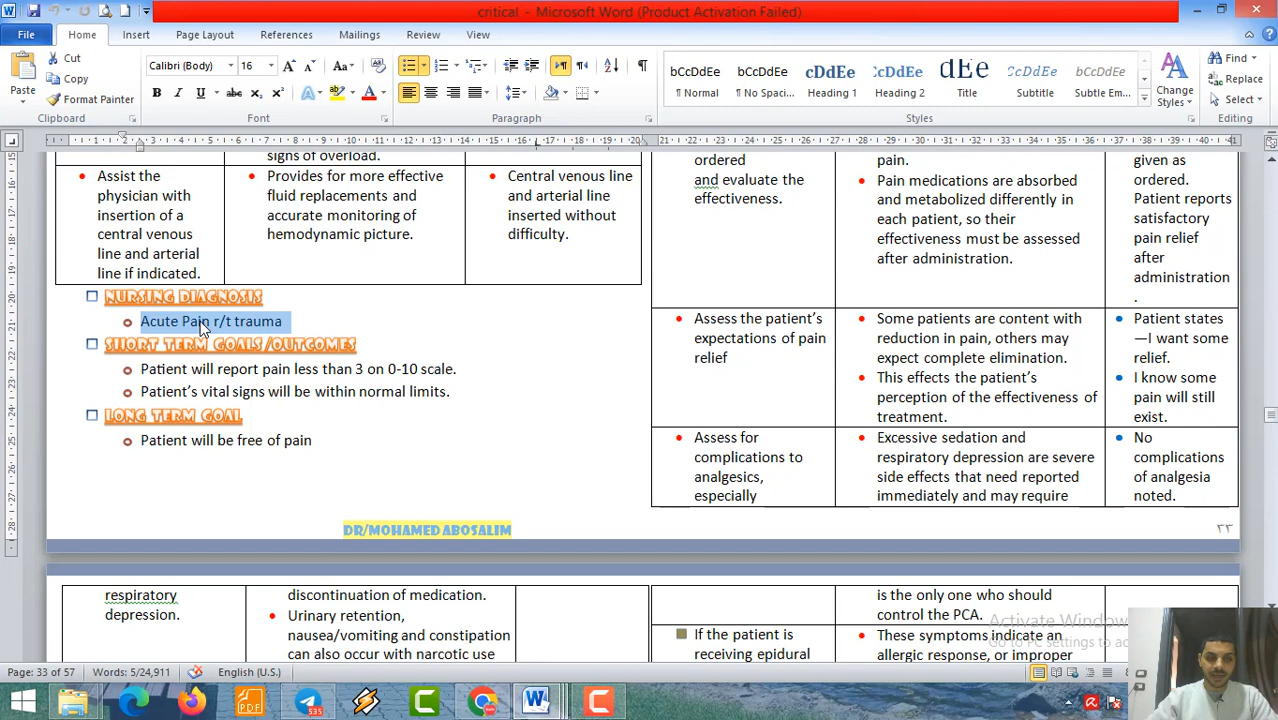 critical - Microsoft Word (Product Activation Failed)
File
Home
Insert
Page Layout
References
Mailings
Review
View
Paste
Cut
Copy
Format Painter
Clipboard
Calibri (Body)
16
Font
Paragraph
AaBbCcDdEe
¶ Normal
¶ No Spaci...
Heading 1
Heading 2
Title
Subtitle
Subtle Em...
Change
Styles
Styles
Find
Replace
Select
Editing
signs of overload.
Assist the
physician with
insertion of a
central venous
line and arterial
line if indicated.
Provides for more effective
fluid replacements and
accurate monitoring of
hemodynamic picture.
Central venous line
and arterial line
inserted without
difficulty.
NURSING DIAGNOSIS
Acute Pain r/t trauma
SHORT TERM GOALS/OUTCOMES
Patient will report pain less than 3 on 0-10 scale.
Patient's vital signs will be within normal limits.
LONG TERM GOAL
Patient will be free of pain
ordered
and evaluate the
effectiveness.
pain.
Pain medications are absorbed
and metabolized differently in
each patient, so their
effectiveness must be assessed
after administration.
given as
ordered.
Patient reports
satisfactory
pain relief
after
administration
.
Assess the patient's
expectations of pain
relief
Some patients are content with
reduction in pain, others may
expect complete elimination.
This effects the patient's
perception of the effectiveness of
treatment.
Patient states
—I want some
relief.
I know some
pain will still
exist.
Assess for
complications to
analgesics,
especially
Excessive sedation and
respiratory depression are severe
side effects that need reported
immediately and may require
No
complications
of analgesia
noted.
DR/MOHAMED ABOSALIM
٣٣
respiratory
depression.
discontinuation of medication.
Urinary retention,
nausea/vomiting and constipation
can also occur with narcotic use
If the patient is
receiving epidural
is the only one who should
control the PCA.
These symptoms indicate an
allergic response, or improper
Activate Windows
Go to PC settings to
Page: 33 of 57
Words: 5/24,911
English (U.S.)
535